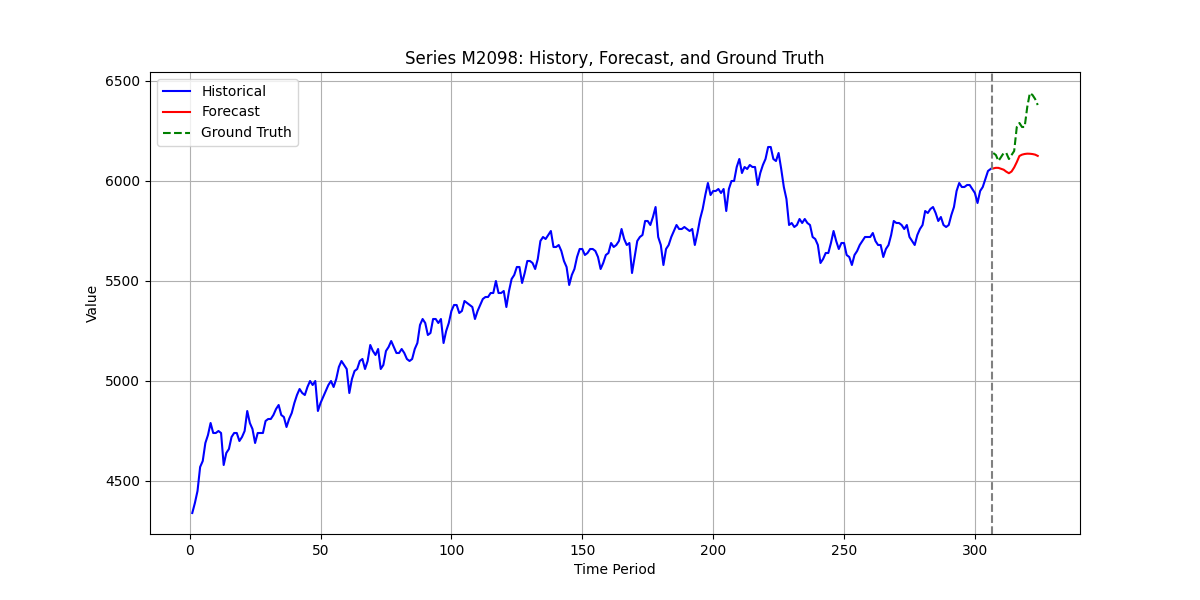 Series M2098: History, Forecast, and Ground Truth
Historical
Forecast
Ground Truth
6500
6000
5500
5000
4500
Value
0 50 100 150 200 250 300
Time Period